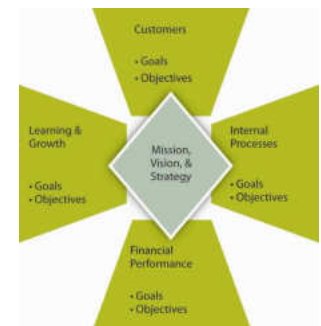 Customers
• Goals
• Objectives
Learning &
Growth
• Goals
• Objectives
Mission,
Vision, &
Strategy
Internal
Processes
• Goals
• Objectives
Financial
Performance
• Goals
• Objectives